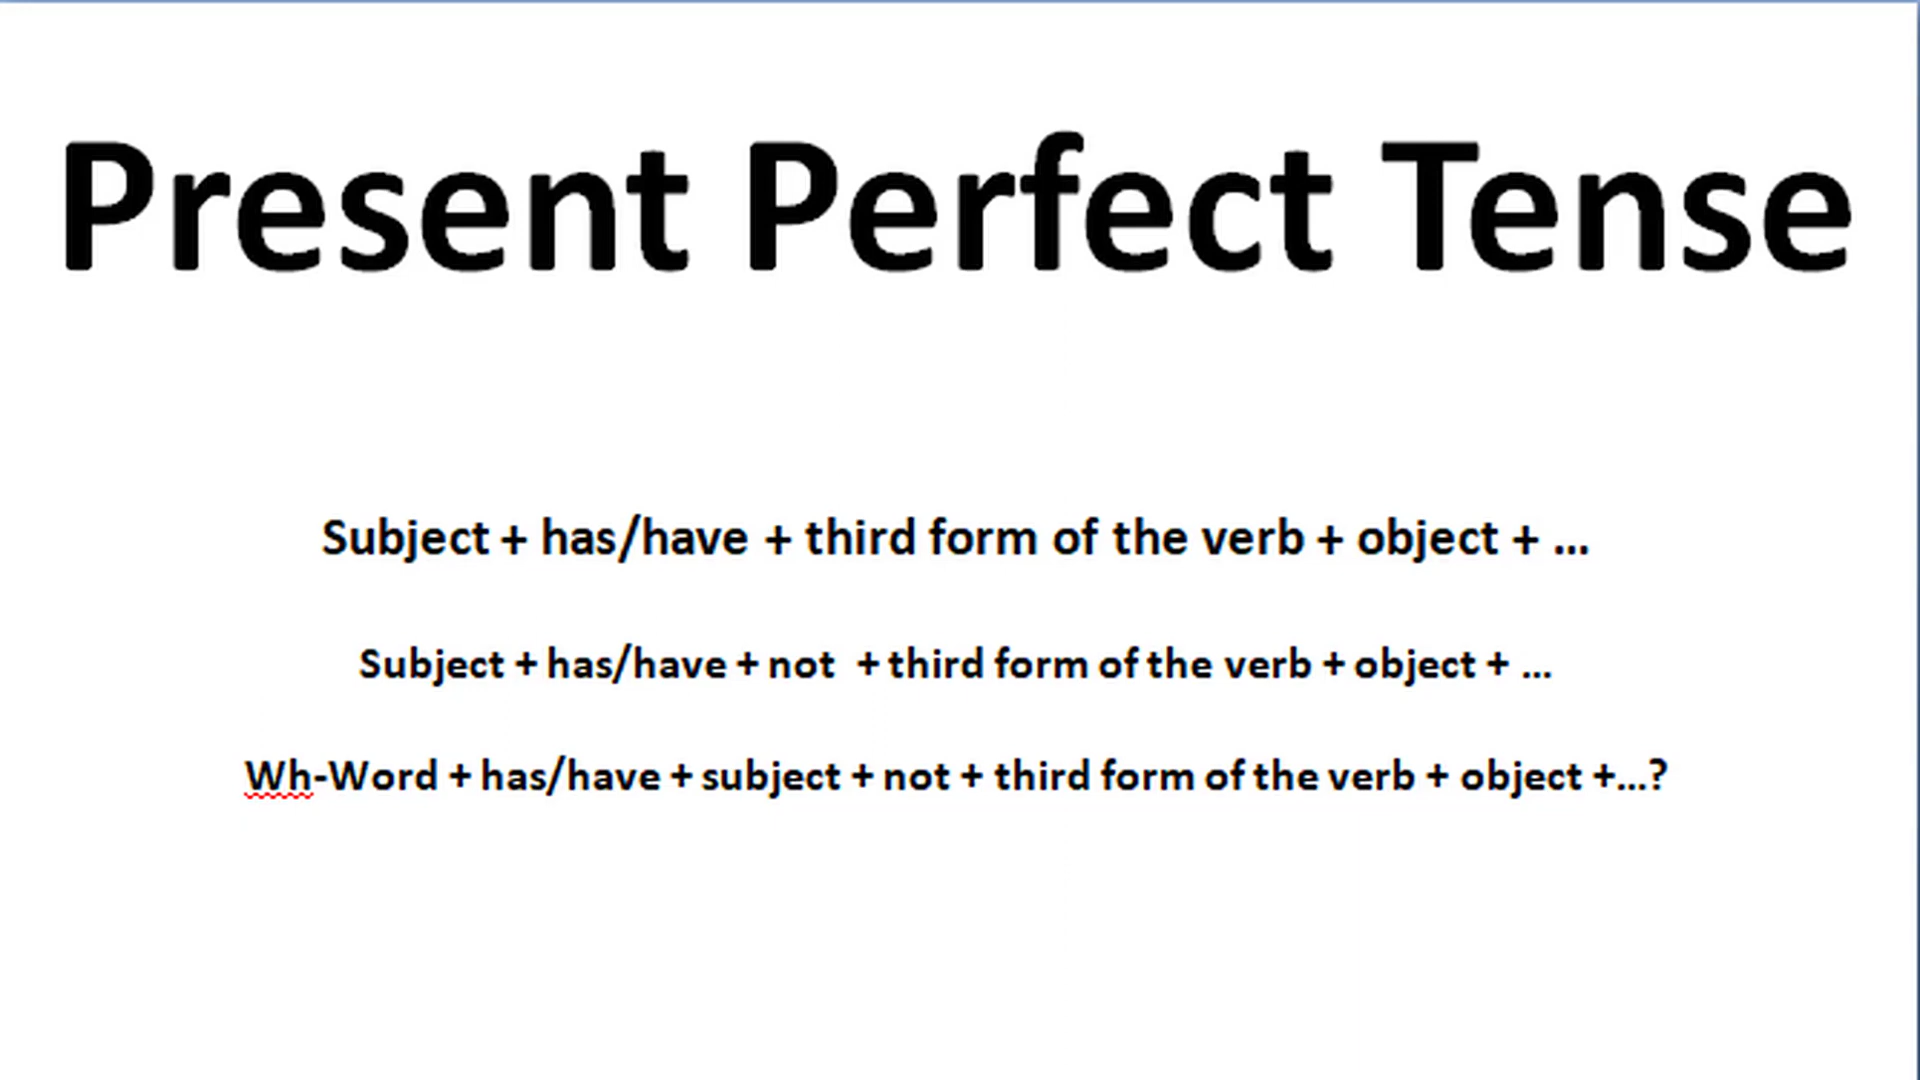 Present Perfect Tense
Subject + has/have + third form of the verb + object + ...
Subject + has/have + not + third form of the verb + object + ...
Wh-Word + has/have + subject + not + third form of the verb + object +...?